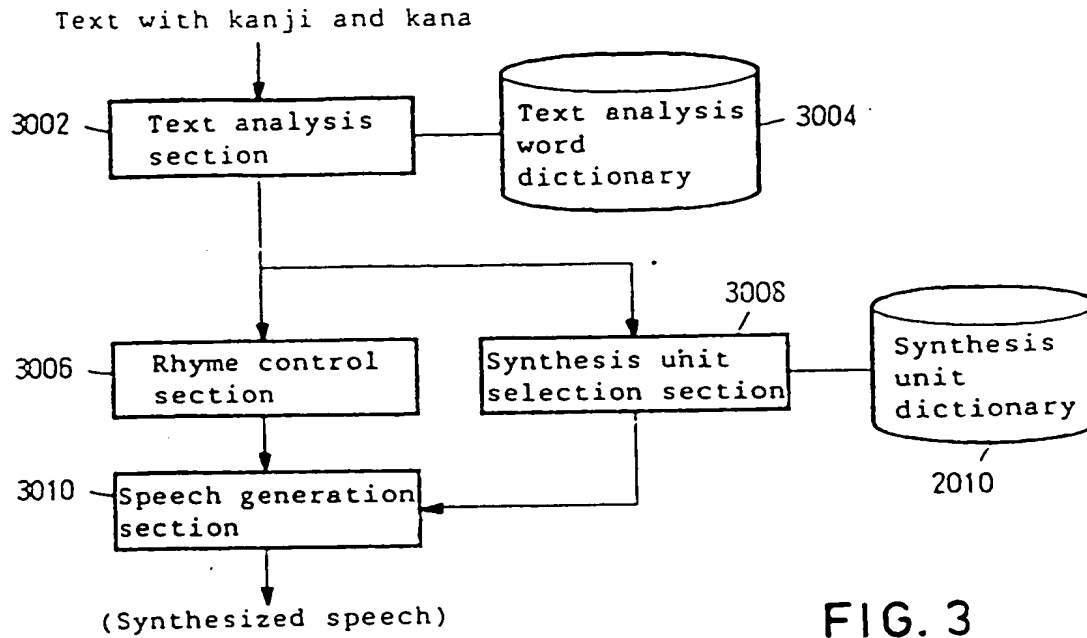 Text with kanji and kana
3002
Text analysis
section
Text analysis
word
dictionary
3004
3006
Rhyme control
section
3008
Synthesis unit
selection section
Synthesis
unit
dictionary
2010
3010
Speech generation
section
(Synthesized speech)
FIG. 3